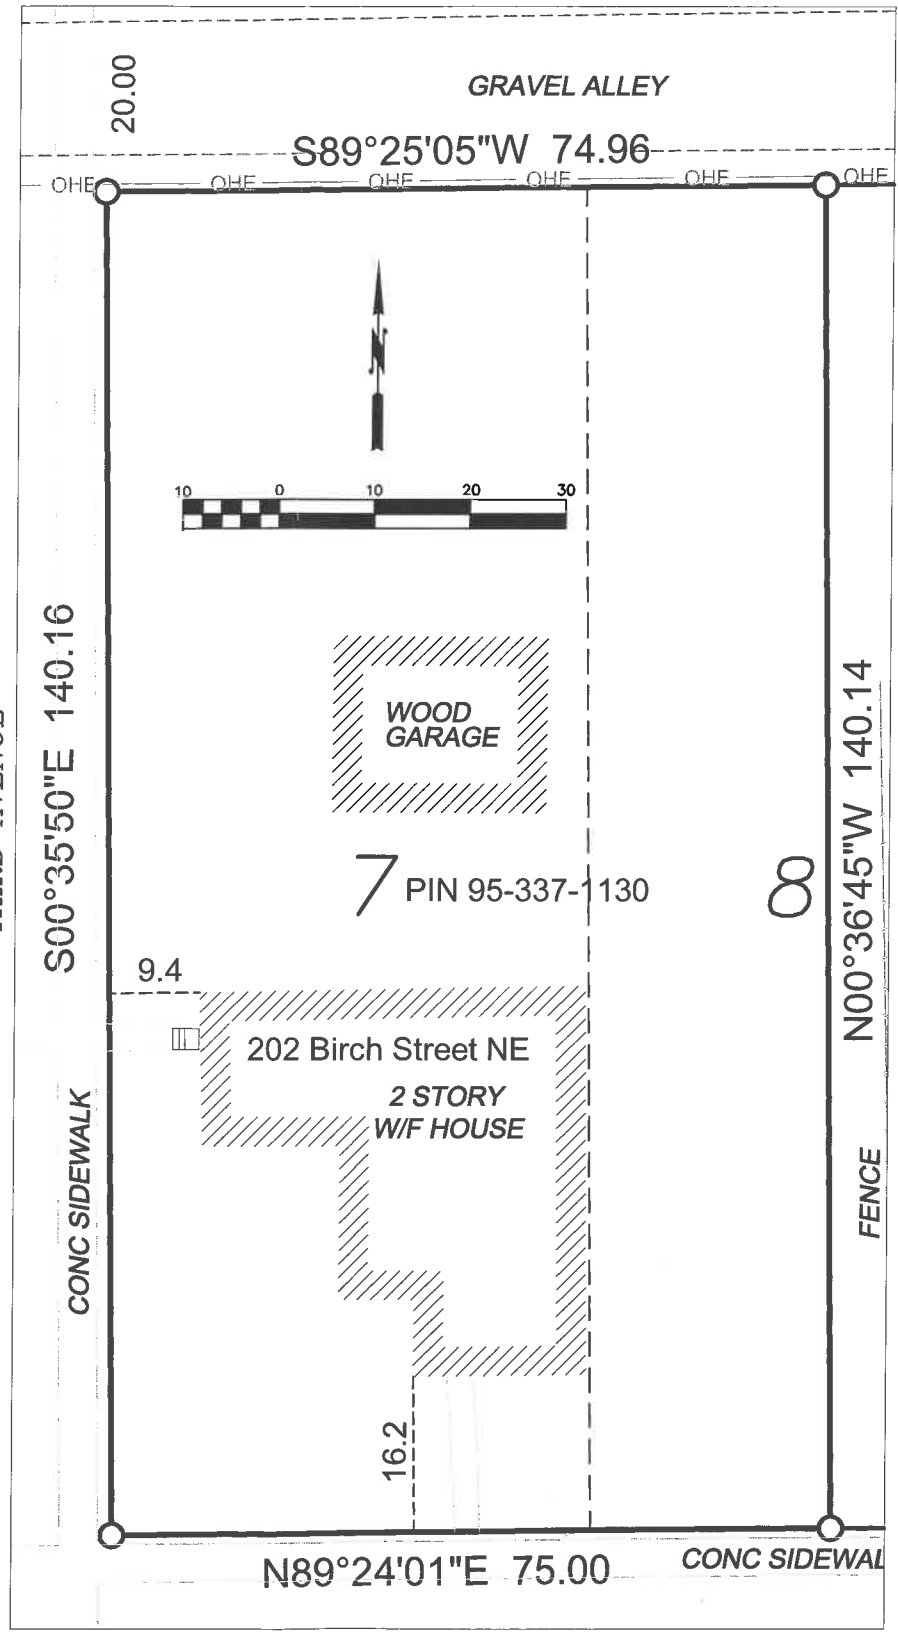 20.00
GRAVEL ALLEY
S89°25'05"W 74.96
OHE OHE OHE OHE OHE OHE
N
10 0 10 20 30
S00°35'50"E 140.16
WOOD
GARAGE
N00°36'45"W 140.14
7 PIN 95-337-1130
8
9.4
202 Birch Street NE
2 STORY
W/F HOUSE
CONC SIDEWALK
FENCE
16.2
N89°24'01"E 75.00
CONC SIDEWAL